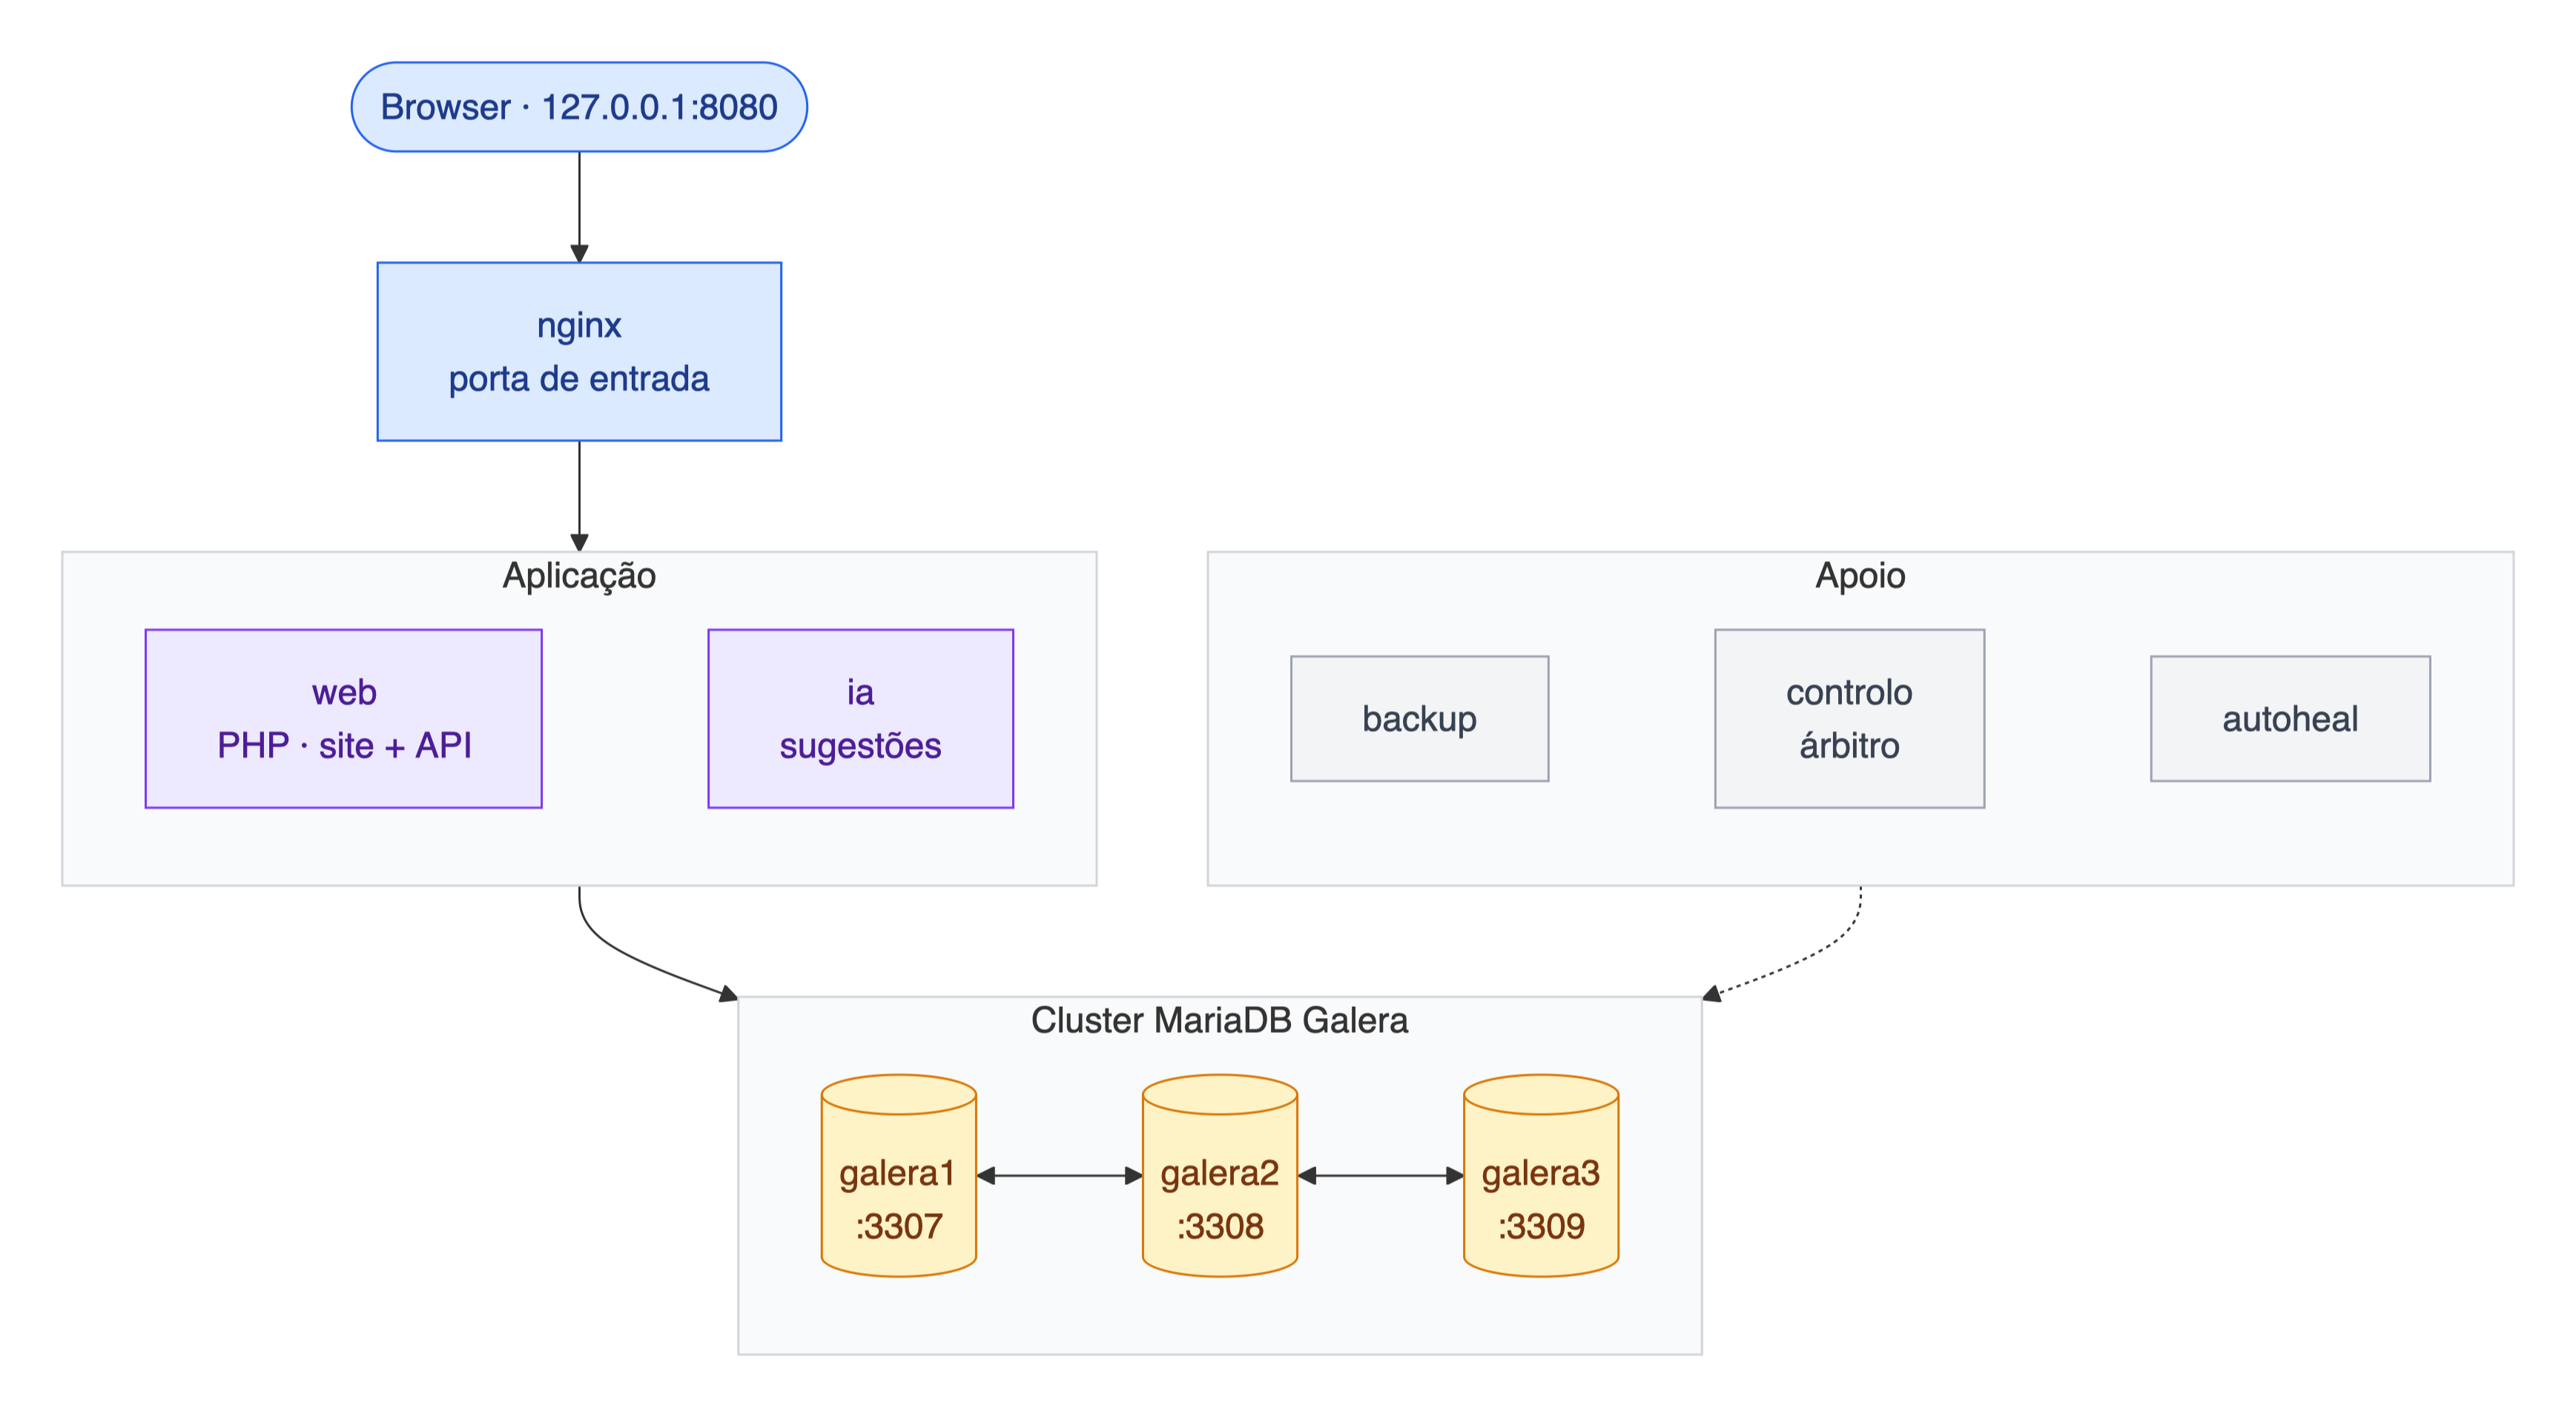 Browser · 127.0.0.1:8080
nginx
porta de entrada
Aplicação
web
PHP · site + API
ia
sugestões
Apoio
backup
controlo
árbitro
autoheal
Cluster MariaDB Galera
galera1
:3307
galera2
:3308
galera3
:3309